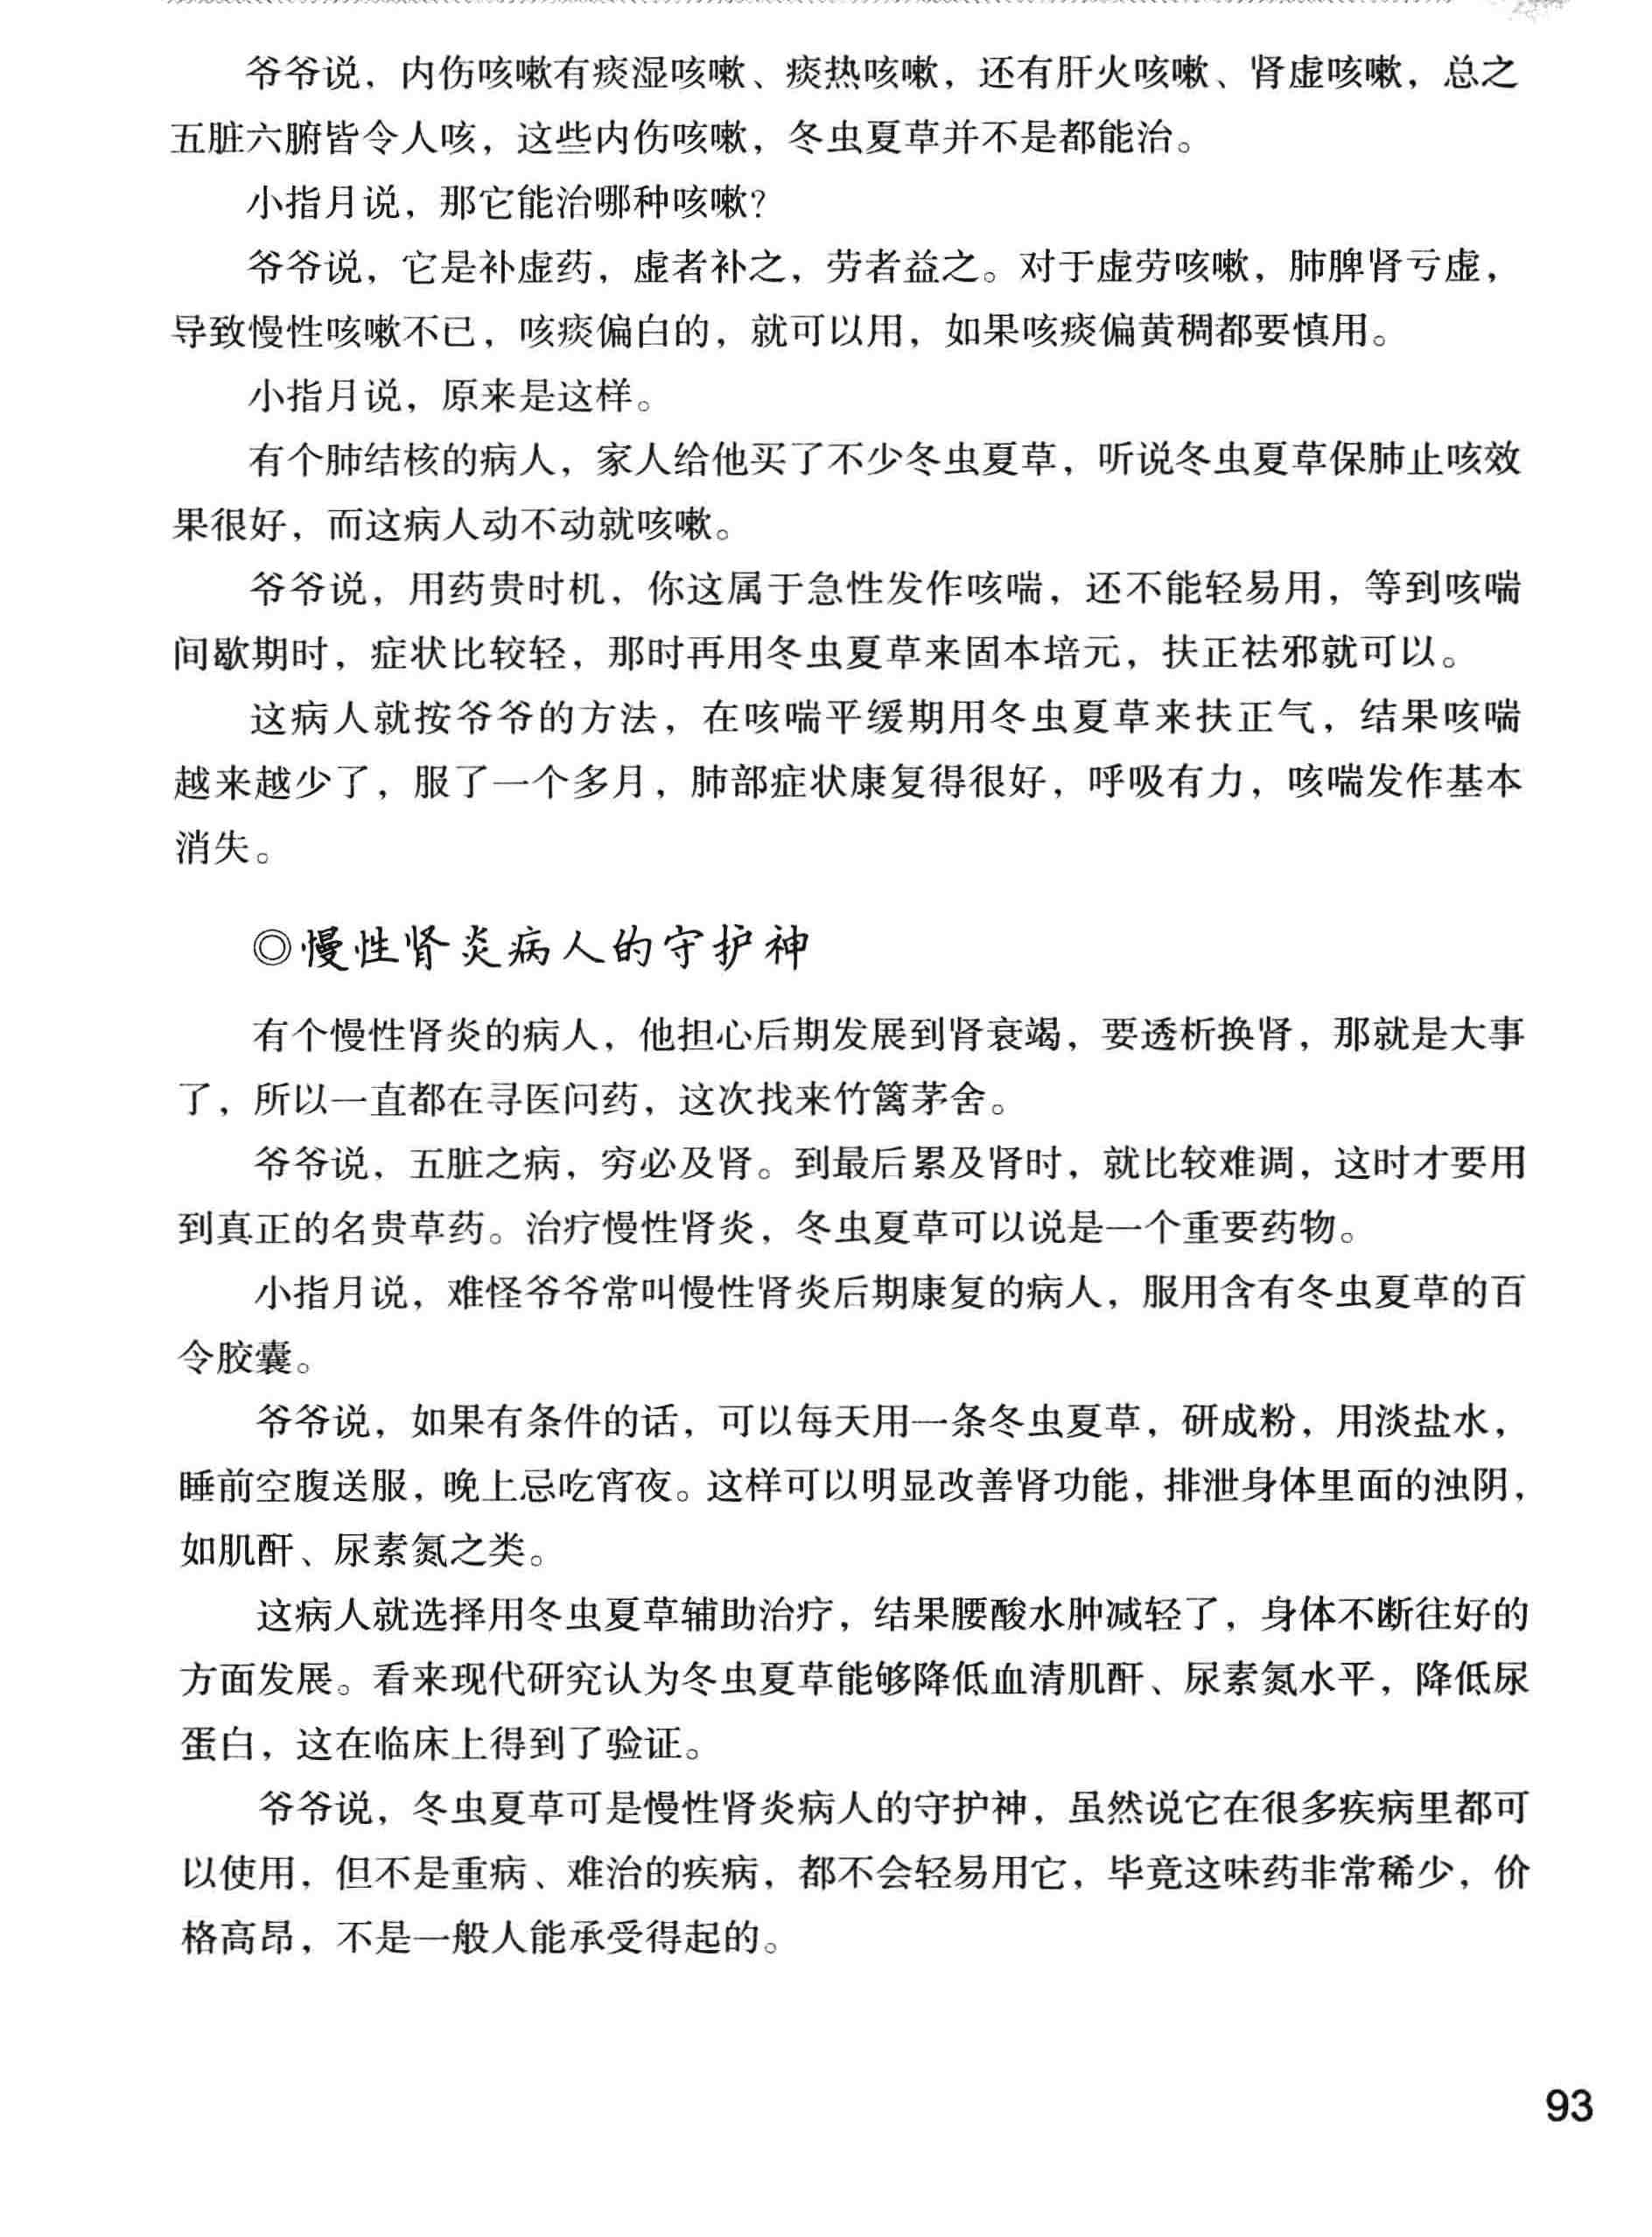 爷爷说，内伤咳嗽有痰湿咳嗽、痰热咳嗽，还有肝火咳嗽、肾虚咳嗽，总之
五脏六腑皆令人咳，这些内伤咳嗽，冬虫夏草并不是都能治。
小指月说，那它能治哪种咳嗽？
爷爷说，它是补虚药，虚者补之，劳者益之。对于虚劳咳嗽，肺脾肾亏虚，
导致慢性咳嗽不已，咳痰偏白的，就可以用，如果咳痰偏黄稠都要慎用。
小指月说，原来是这样。
有个肺结核的病人，家人给他买了不少冬虫夏草，听说冬虫夏草保肺止咳效
果很好，而这病人动不动就咳嗽。
爷爷说，用药贵时机，你这属于急性发作咳喘，还不能轻易用，等到咳喘
间歇期时，症状比较轻，那时再用冬虫夏草来固本培元，扶正祛邪就可以。
这病人就按爷爷的方法，在咳喘平缓期用冬虫夏草来扶正气，结果咳喘
越来越少了，服了一个多月，肺部症状康复得很好，呼吸有力，咳喘发作基本
消失。
◎慢性肾炎病人的守护神
有个慢性肾炎的病人，他担心后期发展到肾衰竭，要透析换肾，那就是大事
了，所以一直都在寻医问药，这次找来竹篱茅舍。
爷爷说，五脏之病，穷必及肾。到最后累及肾时，就比较难调，这时才要用
到真正的名贵草药。治疗慢性肾炎，冬虫夏草可以说是一个重要药物。
小指月说，难怪爷爷常叫慢性肾炎后期康复的病人，服用含有冬虫夏草的百
令胶囊。
爷爷说，如果有条件的话，可以每天用一条冬虫夏草，研成粉，用淡盐水，
睡前空腹送服，晚上忌吃宵夜。这样可以明显改善肾功能，排泄身体里面的浊阴，
如肌酐、尿素氮之类。
这病人就选择用冬虫夏草辅助治疗，结果腰酸水肿减轻了，身体不断往好的
方面发展。看来现代研究认为冬虫夏草能够降低血清肌酐、尿素氮水平，降低尿
蛋白，这在临床上得到了验证。
爷爷说，冬虫夏草可是慢性肾炎病人的守护神，虽然说它在很多疾病里都可
以使用，但不是重病、难治的疾病，都不会轻易用它，毕竟这味药非常稀少，价
格高昂，不是一般人能承受得起的。
93